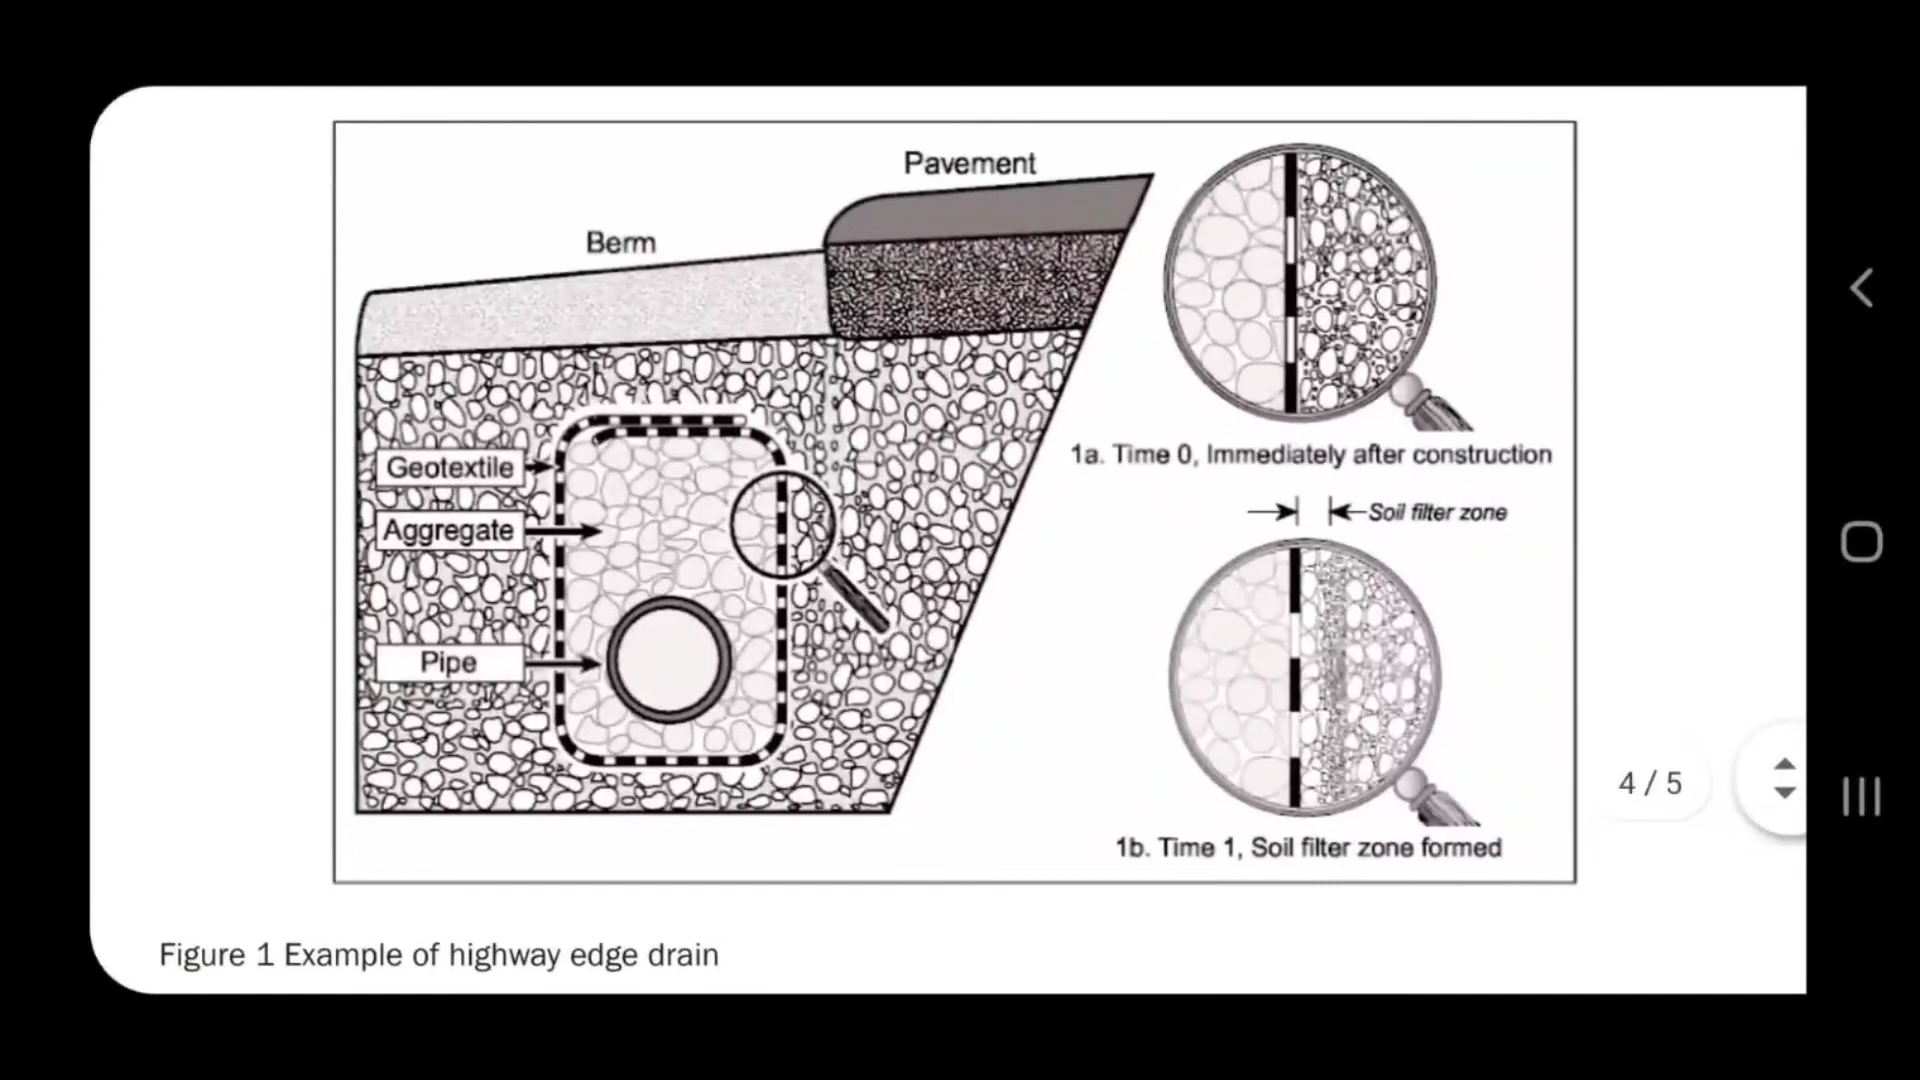 Pavement
Berm
Geotextile
Aggregate
Pipe
1a. Time 0, Immediately after construction
Soil filter zone
1b. Time 1, Soil filter zone formed
4 / 5
Figure 1 Example of highway edge drain